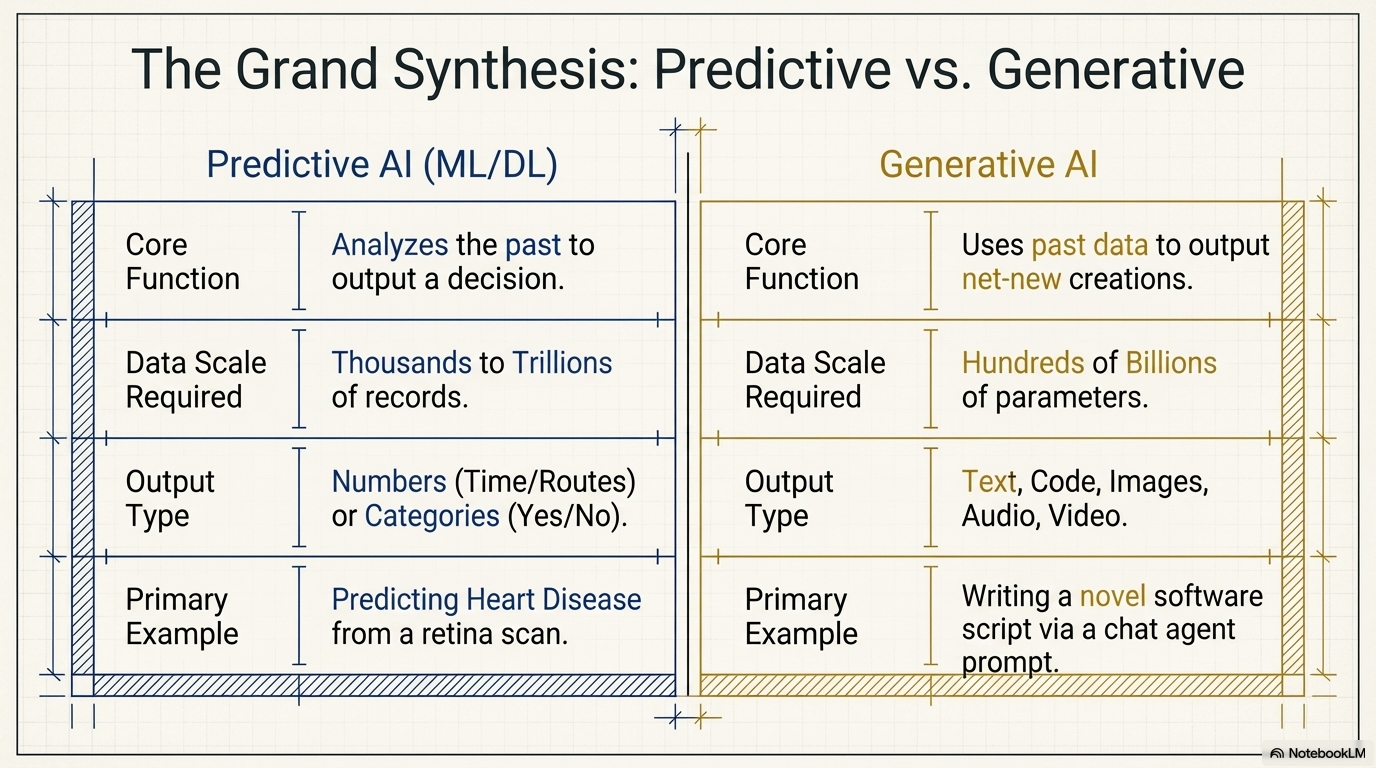 The Grand Synthesis: Predictive vs. Generative
Predictive AI (ML/DL)
Core
Function
Analyzes the past to
output a decision.
Data Scale
Required
Thousands to Trillions
of records.
Output
Type
Numbers (Time/Routes)
or Categories (Yes/No).
Primary
Example
Predicting Heart Disease
from a retina scan.
Generative AI
Core
Function
Uses past data to output
net-new creations.
Data Scale
Required
Hundreds of Billions
of parameters.
Output
Type
Text, Code, Images,
Audio, Video.
Primary
Example
Writing a novel software
script via a chat agent
prompt.
NotebookLM